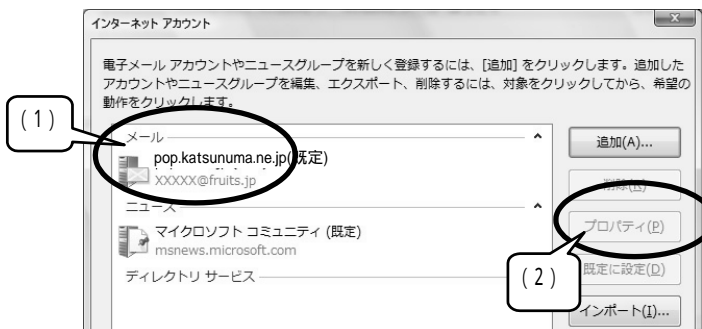 インターネット アカウント
電子メール アカウントやニュースグループを新しく登録するには、[追加] をクリックします。追加した
アカウントやニュースグループを編集、エクスポート、削除するには、対象をクリックしてから、希望の
動作をクリックします。
(1)
メール
pop.katsunuma.ne.jp(既定)
XXXXX@fruits.jp
ニュース
マイクロソフト コミュニティ (既定)
msnews.microsoft.com
ディレクトリ サービス
追加(A)...
削除(R)
プロパティ(P)
(2)
既定に設定(D)
インポート(I)...